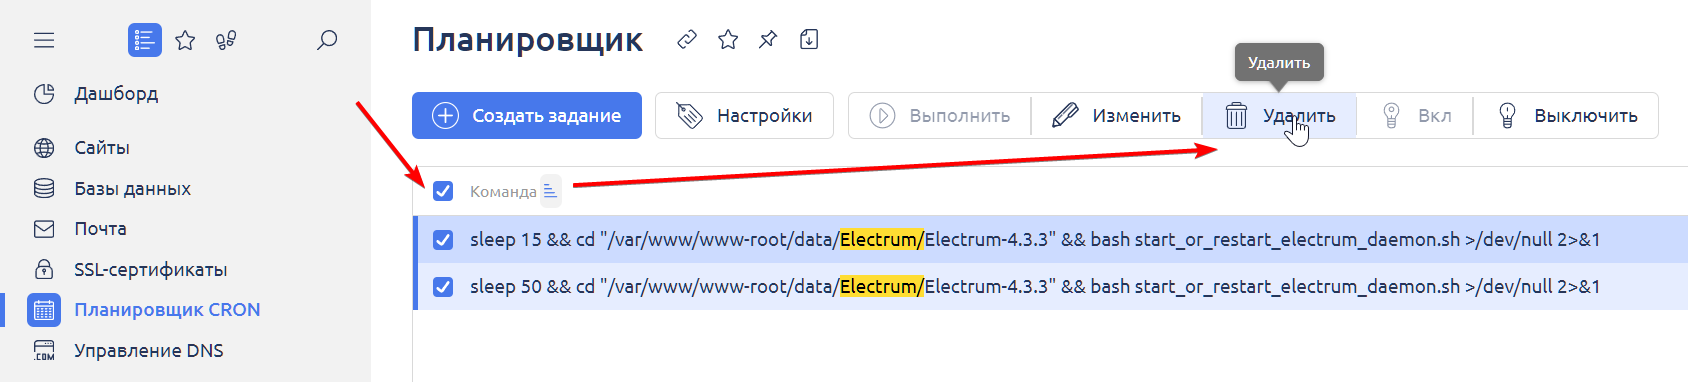 Планировщик
Удалить
Дашборд
Сайты
Базы данных
Почта
SSL-сертификаты
Планировщик CRON
.COM
Управление DNS
Создать задание
Настройки
Выполнить
Изменить
Удалить
Вкл
Выключить
Команда
sleep 15 && cd "/var/www/www-root/data/Electrum/Electrum-4.3.3" && bash start_or_restart_electrum_daemon.sh >/dev/null 2>&1
sleep 50 && cd "/var/www/www-root/data/Electrum/Electrum-4.3.3" && bash start_or_restart_electrum_daemon.sh >/dev/null 2>&1